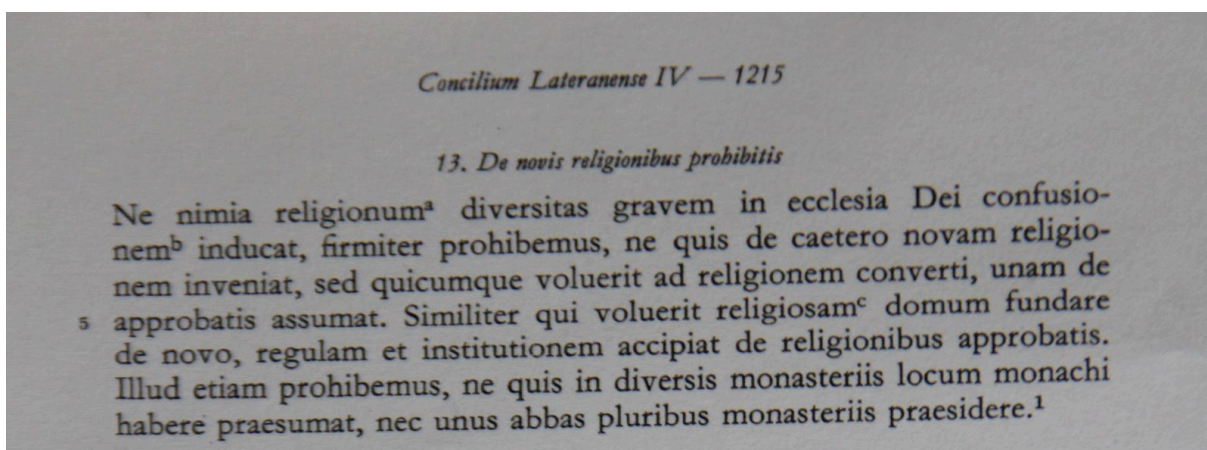 Concilium Lateranense IV — 1215
13. De novis religionibus prohibitis
Ne nimia religionumᵃ diversitas gravem in ecclesia Dei confusio-
nemᵇ inducat, firmiter prohibemus, ne quis de caetero novam religio-
nem inveniat, sed quicumque voluerit ad religionem converti, unam de
5 approbatis assumat. Similiter qui voluerit religiosamᶜ domum fundare
de novo, regulam et institutionem accipiat de religionibus approbatis.
Illud etiam prohibemus, ne quis in diversis monasteriis locum monachi
habere praesumat, nec unus abbas pluribus monasteriis praesidere.¹